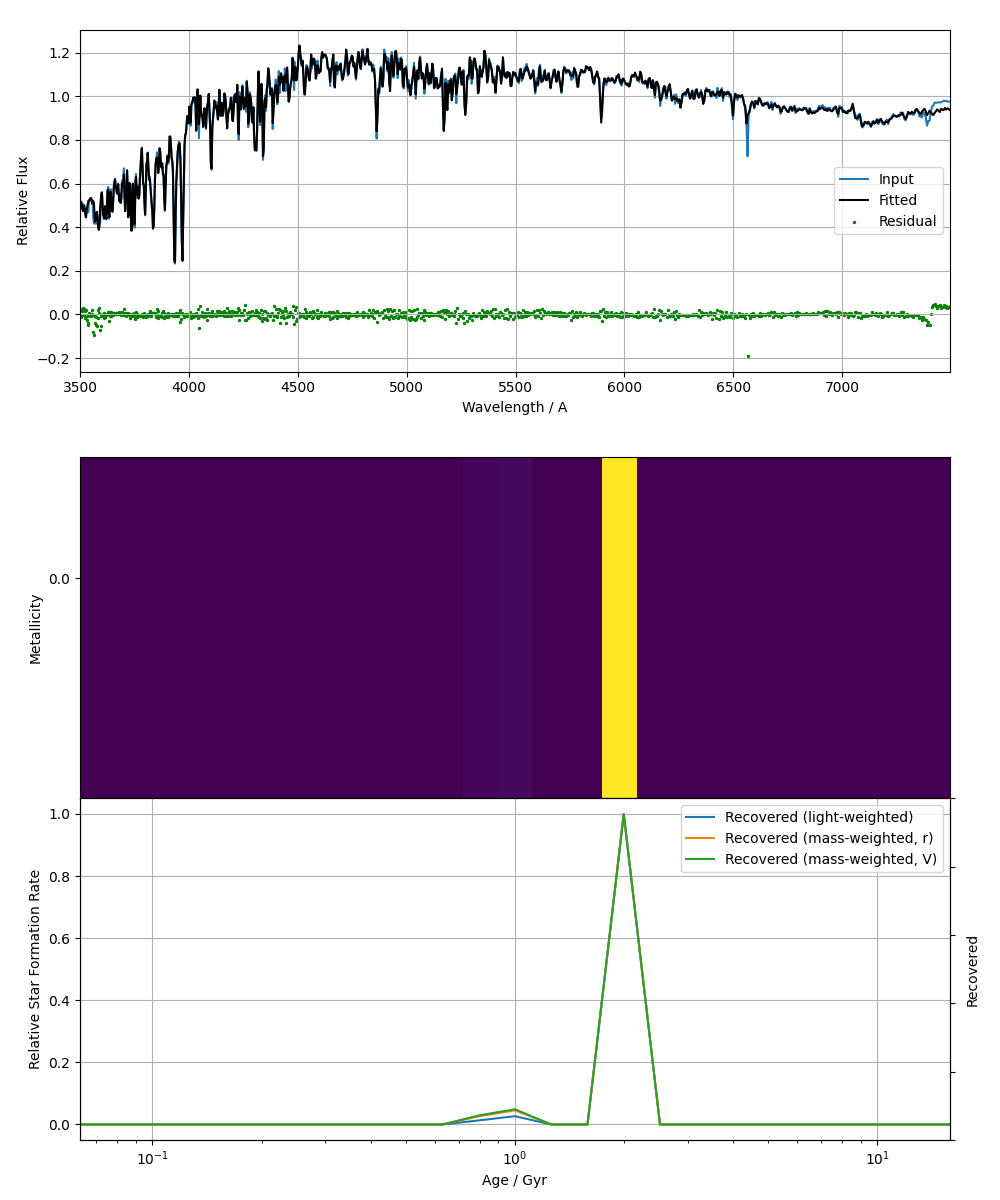 1.2
1.0
0.8
0.6
0.4
0.2
0.0
−0.2
Relative Flux
Input
Fitted
Residual
3500 4000 4500 5000 5500 6000 6500 7000
Wavelength / A
0.0
Metallicity
1.0
0.8
0.6
0.4
0.2
0.0
Relative Star Formation Rate
Recovered (light-weighted)
Recovered (mass-weighted, r)
Recovered (mass-weighted, V)
Recovered
10⁻¹ 10⁰ 10¹
Age / Gyr